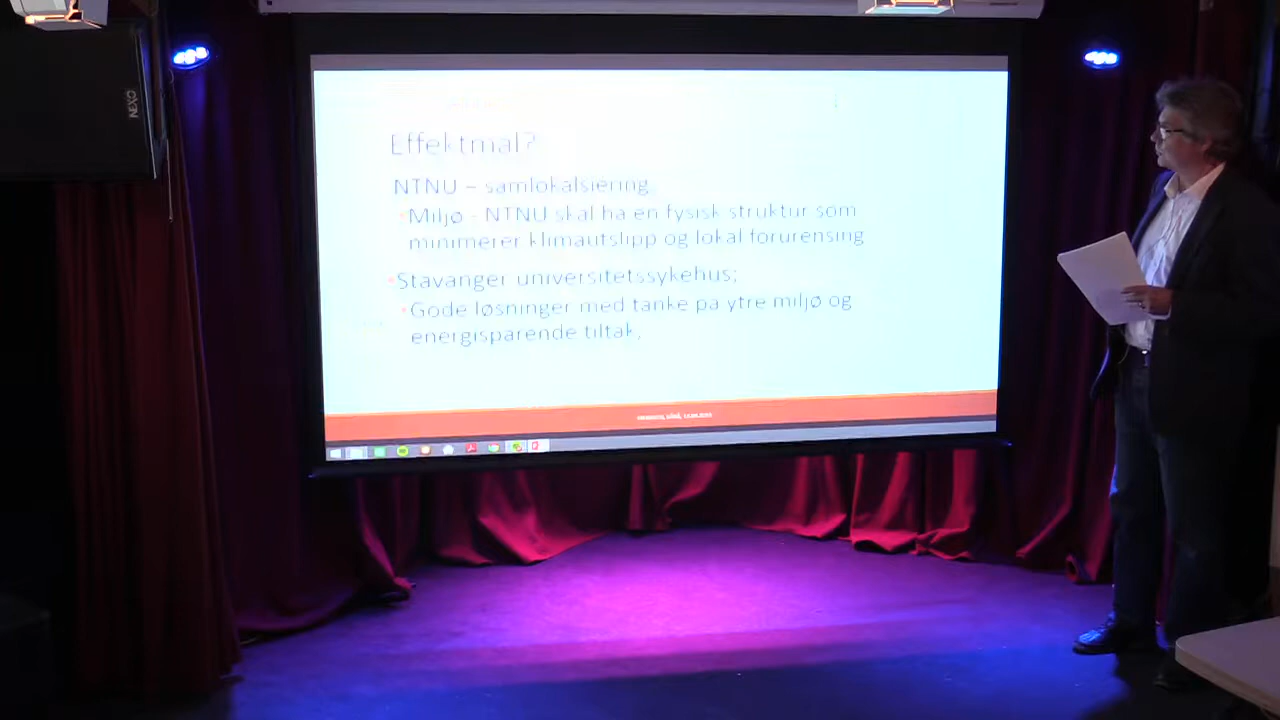 NEXO
Effektmål?
NTNU – samlokalsiering,
Miljø - NTNU skal ha en fysisk struktur som
minimerer klimautslipp og lokal forurensing
Stavanger universitetssykehus;
Gode løsninger med tanke på ytre miljø og
energisparende tiltak,